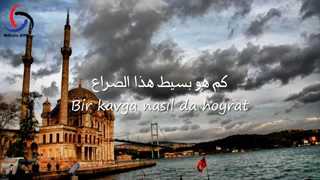 كم هو بسيط هذا الصراع
Bir kavga nasıl da hoyrat